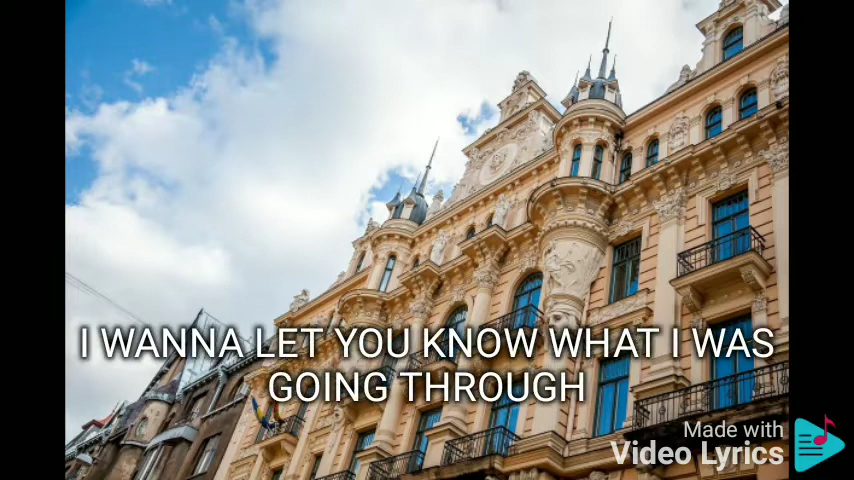 I WANNA LET YOU KNOW WHAT I WAS
GOING THROUGH
Made with
Video Lyrics